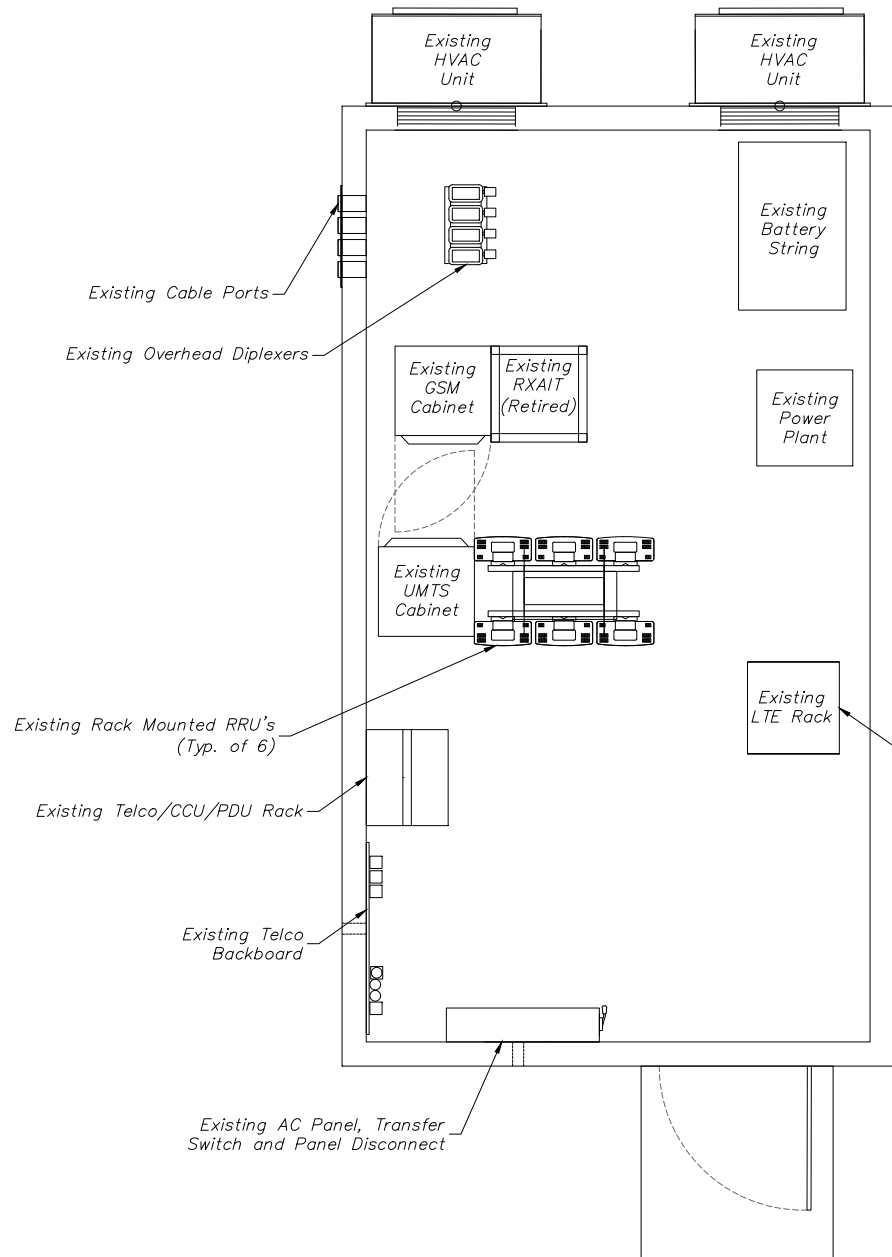 Existing
HVAC
Unit
Existing
HVAC
Unit
Existing
Battery
String
Existing Cable Ports
Existing Overhead Diplexers
Existing
GSM
Cabinet
Existing
RXAIT
(Retired)
Existing
Power
Plant
Existing
UMTS
Cabinet
Existing
LTE Rack
Existing Rack Mounted RRU's
(Typ. of 6)
Existing Telco/CCU/PDU Rack
Existing Telco
Backboard
Existing AC Panel, Transfer
Switch and Panel Disconnect